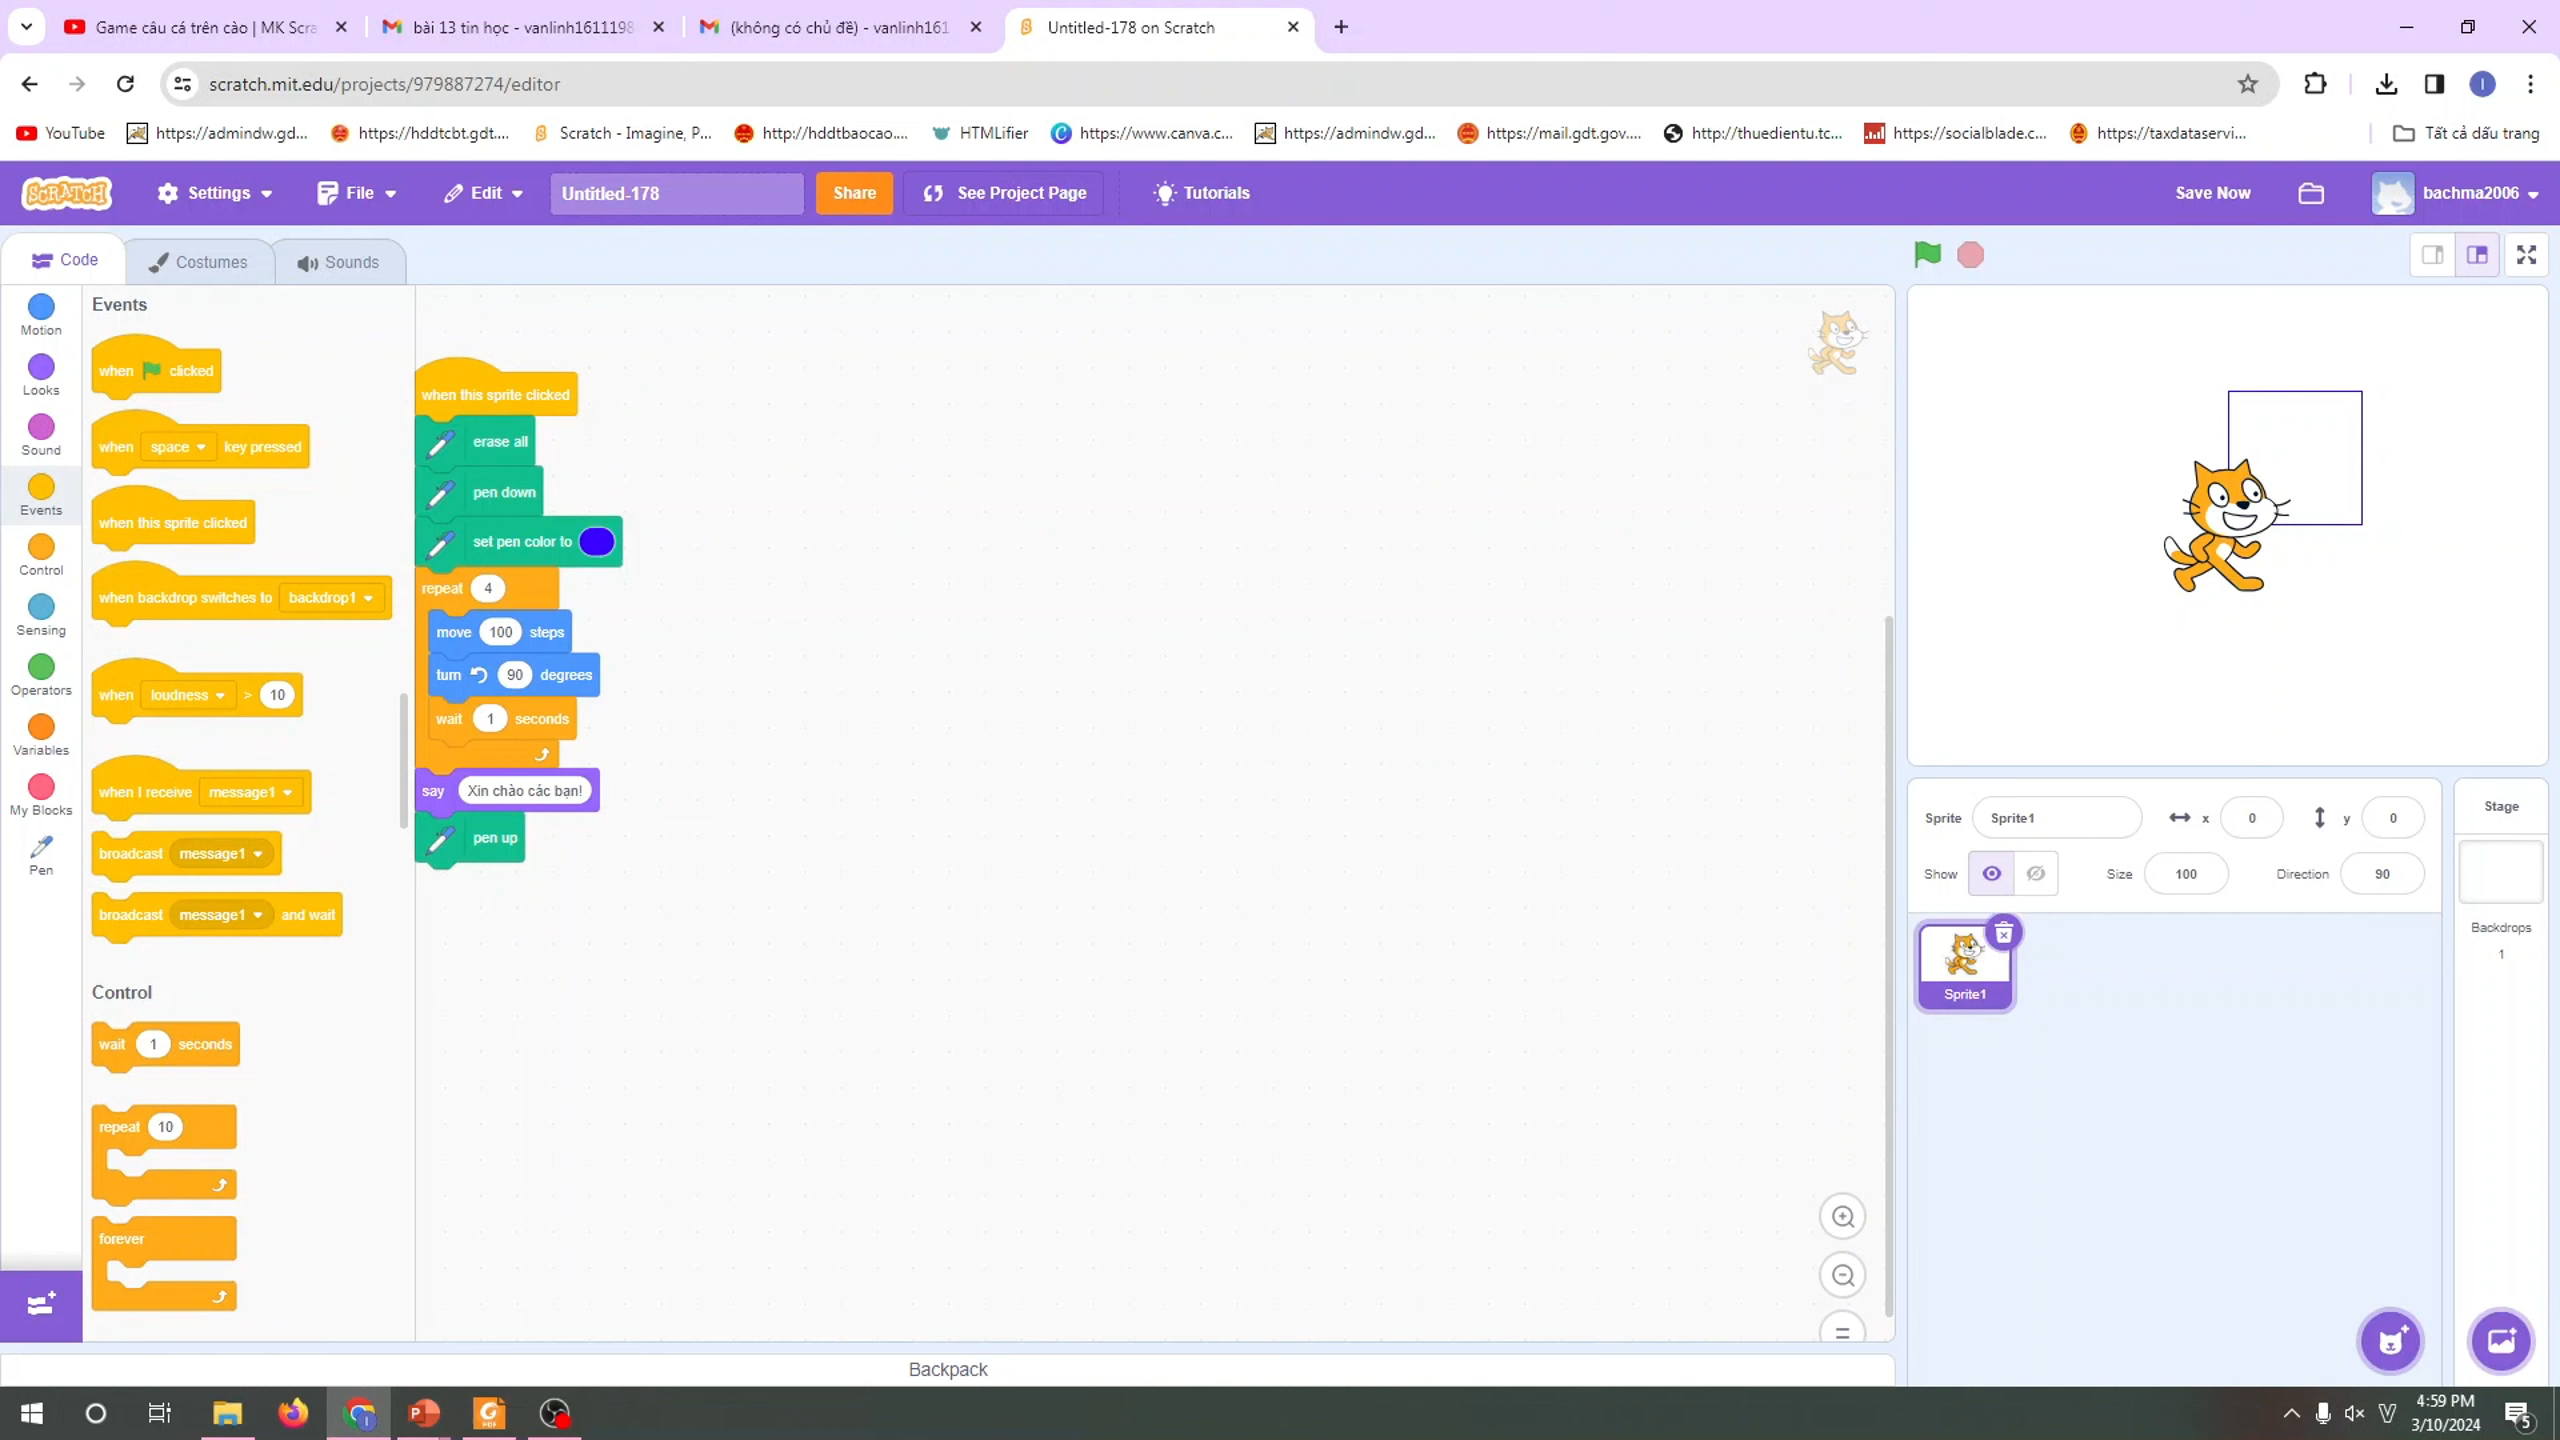 Game câu cá trên cào | MK Scra
bài 13 tin học - vanlinh1611198
(không có chủ đề) - vanlinh161
Untitled-178 on Scratch
scratch.mit.edu/projects/979887274/editor
YouTube
https://admindw.gd...
https://hddtcbt.gdt....
Scratch - Imagine, P...
http://hddtbaocao....
HTMLifier
https://www.canva.c...
https://admindw.gd...
https://mail.gdt.gov....
http://thuedientu.tc...
https://socialblade.c...
https://taxdataservi...
Tất cả dấu trang
SCRATCH
Settings
File
Edit
Untitled-178
Share
See Project Page
Tutorials
Save Now
bachma2006
Code
Costumes
Sounds
Motion
Looks
Sound
Events
Control
Sensing
Operators
Variables
My Blocks
Pen
Events
when clicked
when space key pressed
when this sprite clicked
when backdrop switches to backdrop1
when loudness > 10
when I receive message1
broadcast message1
broadcast message1 and wait
Control
wait 1 seconds
repeat 10
forever
when this sprite clicked
erase all
pen down
set pen color to
repeat 4
move 100 steps
turn 90 degrees
wait 1 seconds
say Xin chào các bạn!
pen up
Backpack
Sprite Sprite1 x 0 y 0
Show Size 100 Direction 90
Sprite1
Stage
Backdrops
1
4:59 PM
3/10/2024
5